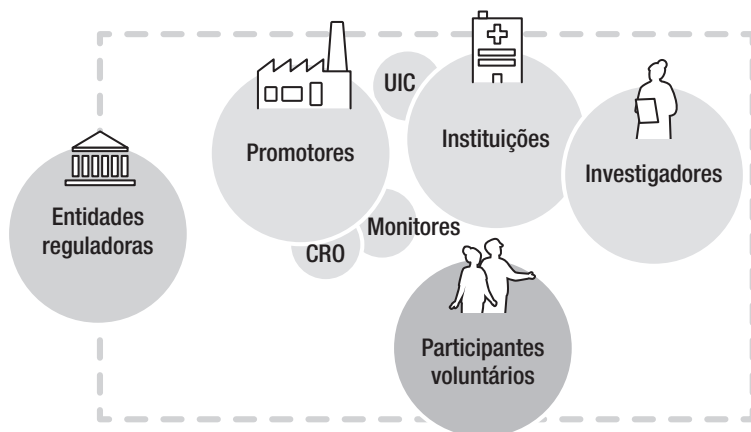 UIC
Promotores
Instituições
Investigadores
Entidades
reguladoras
Monitores
CRO
Participantes
voluntários